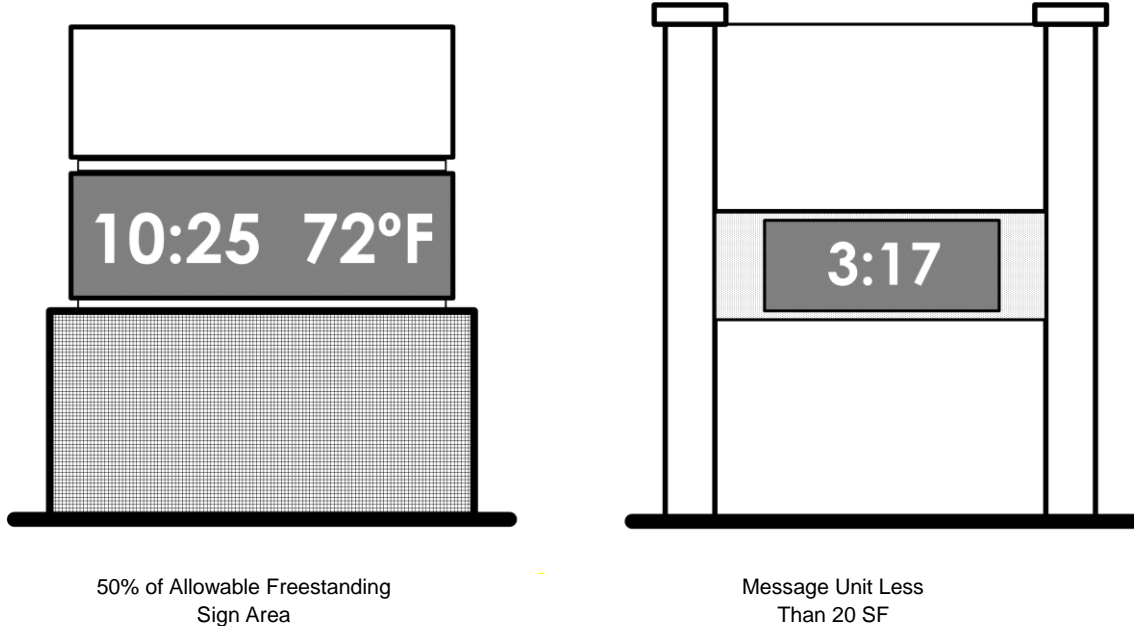 10:25 72°F
3:17
50% of Allowable Freestanding
Sign Area
Message Unit Less
Than 20 SF